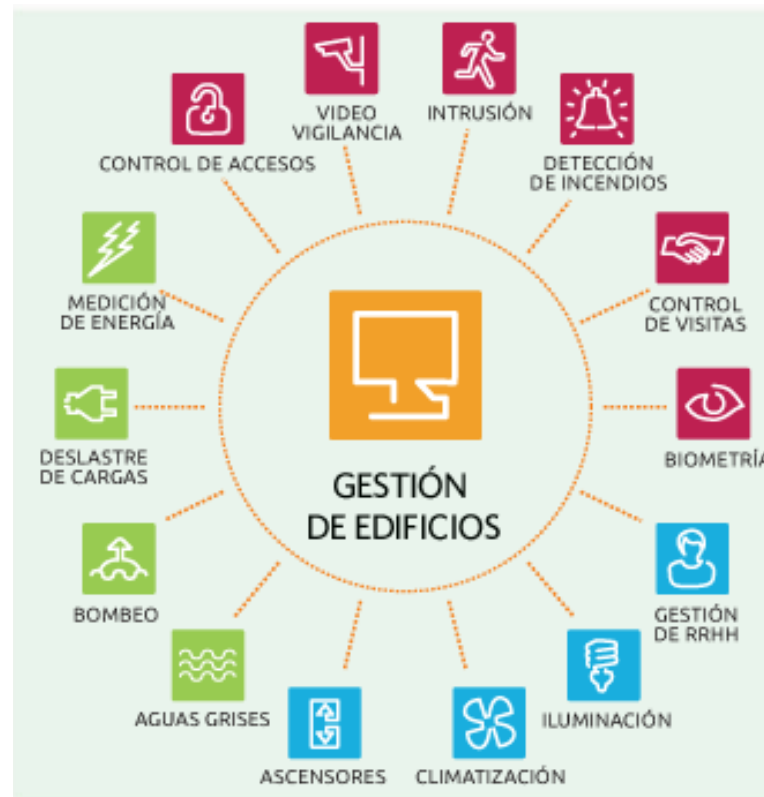 VIDEO
VIGILANCIA
INTRUSIÓN
CONTROL DE ACCESOS
DETECCIÓN
DE INCENDIOS
MEDICIÓN
DE ENERGÍA
CONTROL
DE VISITAS
DESLASTRE
DE CARGAS
BIOMETRÍA
GESTIÓN
DE EDIFICIOS
BOMBEO
GESTIÓN
DE RRHH
AGUAS GRISES
ILUMINACIÓN
ASCENSORES
CLIMATIZACIÓN